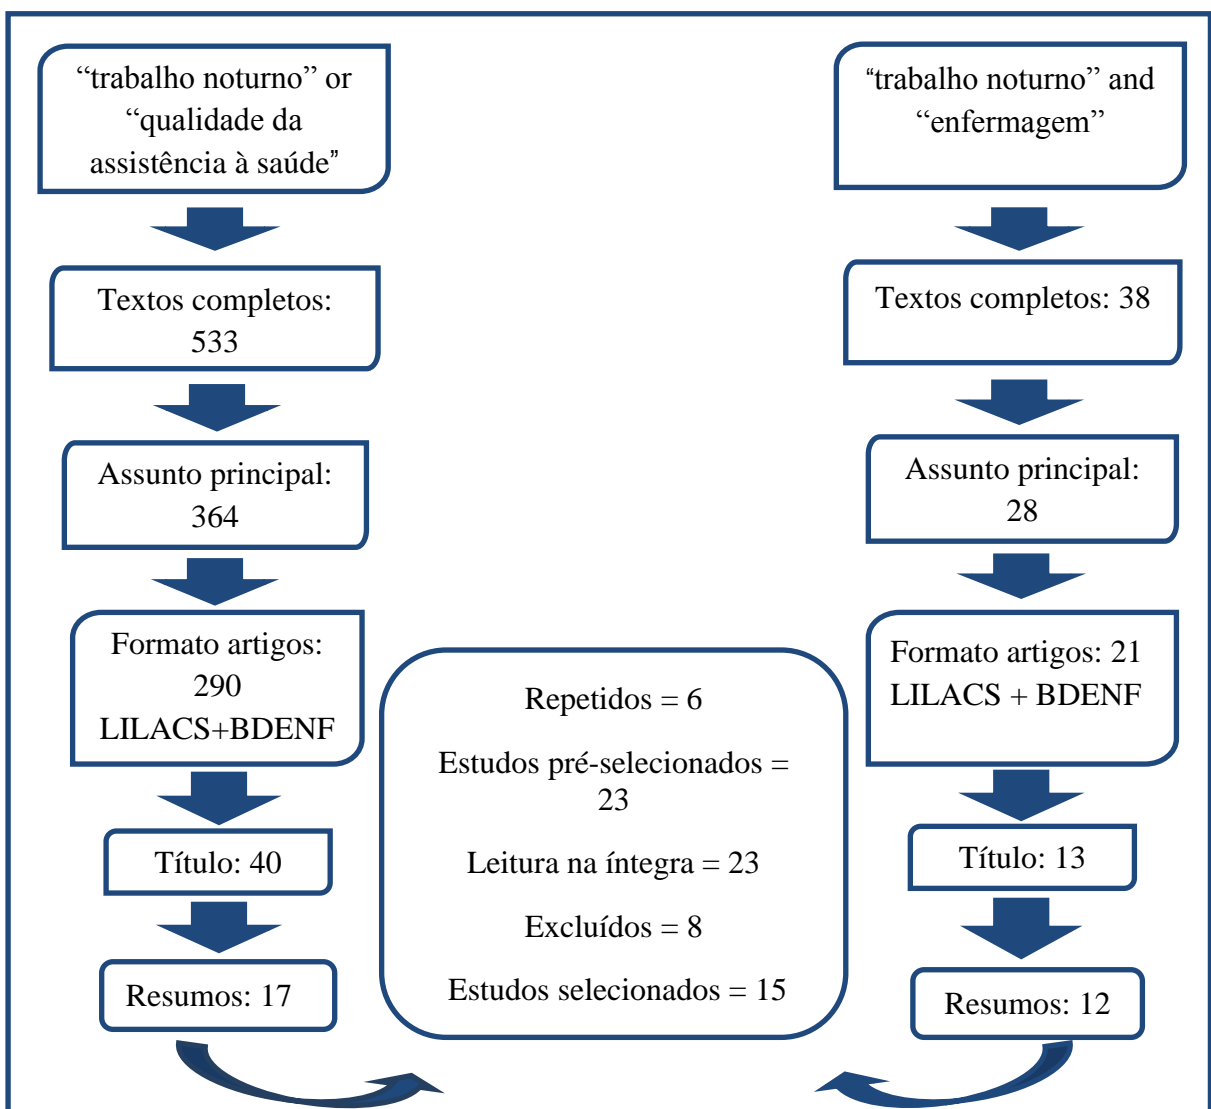 “trabalho noturno” or
“qualidade da
assistência à saúde”
Textos completos:
533
Assunto principal:
364
Formato artigos:
290
LILACS+BDENF
Título: 40
Resumos: 17
“trabalho noturno” and
“enfermagem”
Textos completos: 38
Assunto principal:
28
Formato artigos: 21
LILACS + BDENF
Título: 13
Resumos: 12
Repetidos = 6
Estudos pré-selecionados =
23
Leitura na íntegra = 23
Excluídos = 8
Estudos selecionados = 15